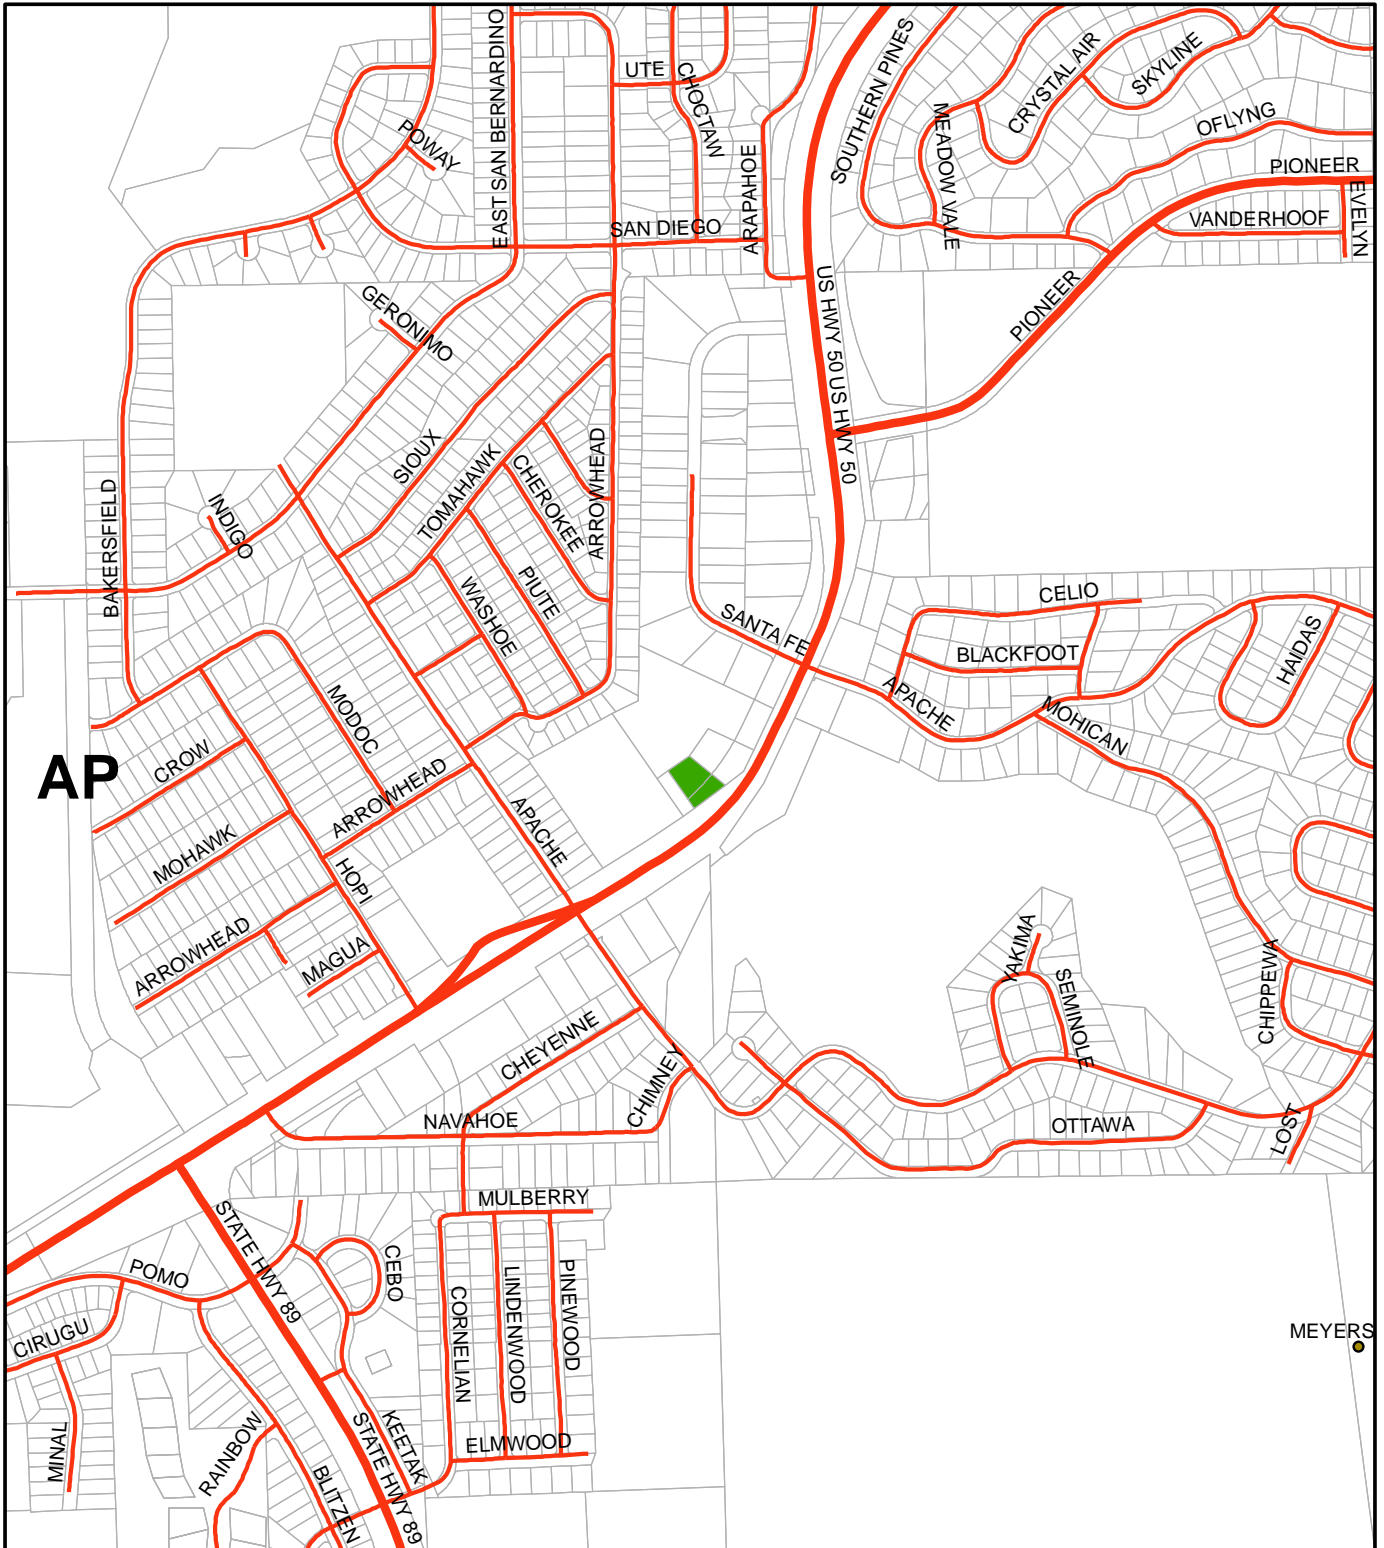 SOUTHERN PINES
CRYSTAL AIR
SKYLINE
EAST SAN BERNARDINO
UTE
CHOCTAW
POWAY
MEADOW VALE
OFLYNG
PIONEER
ARAPAHOE
EVELYN
VANDERHOOF
SAN DIEGO
US HWY 50
US HWY 50
PIONEER
GERONIMO
SIOUX
TOMAHAWK
CHEROKEE
ARROWHEAD
BAKERSFIELD
INDIGO
WASHOE
PIUTE
SANTA FE
CELIO
BLACKFOOT
HAIDAS
APACHE
MOHICAN
MODOC
CROW
AP
ARROWHEAD
APACHE
MOHAWK
HOPI
ARROWHEAD
MAGUA
YAKIMA
SEMINOLE
CHIPPEWA
CHEYENNE
CHIMNEY
NAVAHOE
OTTAWA
LOST
MULBERRY
STATE HWY 89
POMO
CEBO
CORNELIAN
LINDENWOOD
PINEWOOD
CIRUGU
MEYERS
MINAL
RAINBOW
KEETAK
STATE HWY 89
ELMWOOD
BLITZEN